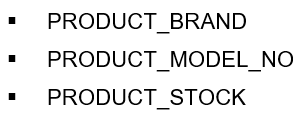 ▪ PRODUCT_BRAND
▪ PRODUCT_MODEL_NO
▪ PRODUCT_STOCK